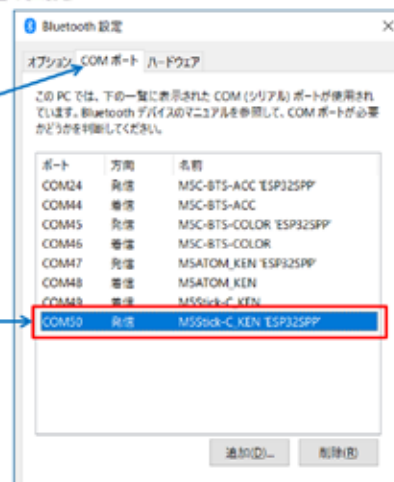 Bluetooth 設定
オプション COM ポート ハードウェア
この PC では、下の一覧に表示された COM (シリアル) ポートが使用され
ています。Bluetooth デバイスのマニュアルを参照して、COM ポートが必要
かどうかを判断してください。
ポート 方向 名前
COM24 発信 MSC-BTS-ACC 'ESP32SPP'
COM44 着信 MSC-BTS-ACC
COM45 発信 MSC-BTS-COLOR 'ESP32SPP'
COM46 着信 MSC-BTS-COLOR
COM47 発信 M5ATOM_KEN 'ESP32SPP'
COM48 着信 M5ATOM_KEN
COM49 着信 M5Stick-C_KEN
COM50 発信 M5Stick-C_KEN 'ESP32SPP'
追加(D)... 削除(R)